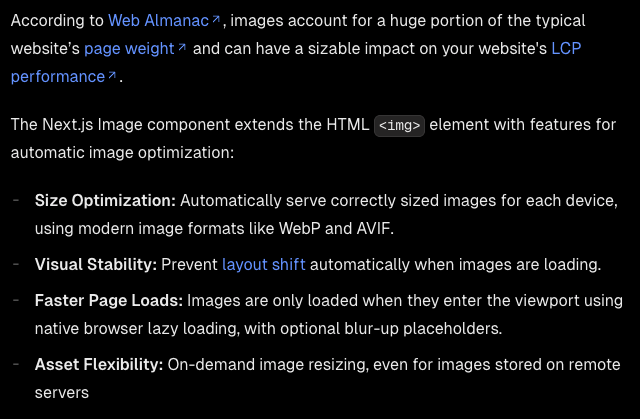 According to Web Almanac↗, images account for a huge portion of the typical
website's page weight↗ and can have a sizable impact on your website's LCP
performance↗.
The Next.js Image component extends the HTML <img> element with features for
automatic image optimization:
- Size Optimization: Automatically serve correctly sized images for each device,
using modern image formats like WebP and AVIF.
- Visual Stability: Prevent layout shift automatically when images are loading.
- Faster Page Loads: Images are only loaded when they enter the viewport using
native browser lazy loading, with optional blur-up placeholders.
- Asset Flexibility: On-demand image resizing, even for images stored on remote
servers